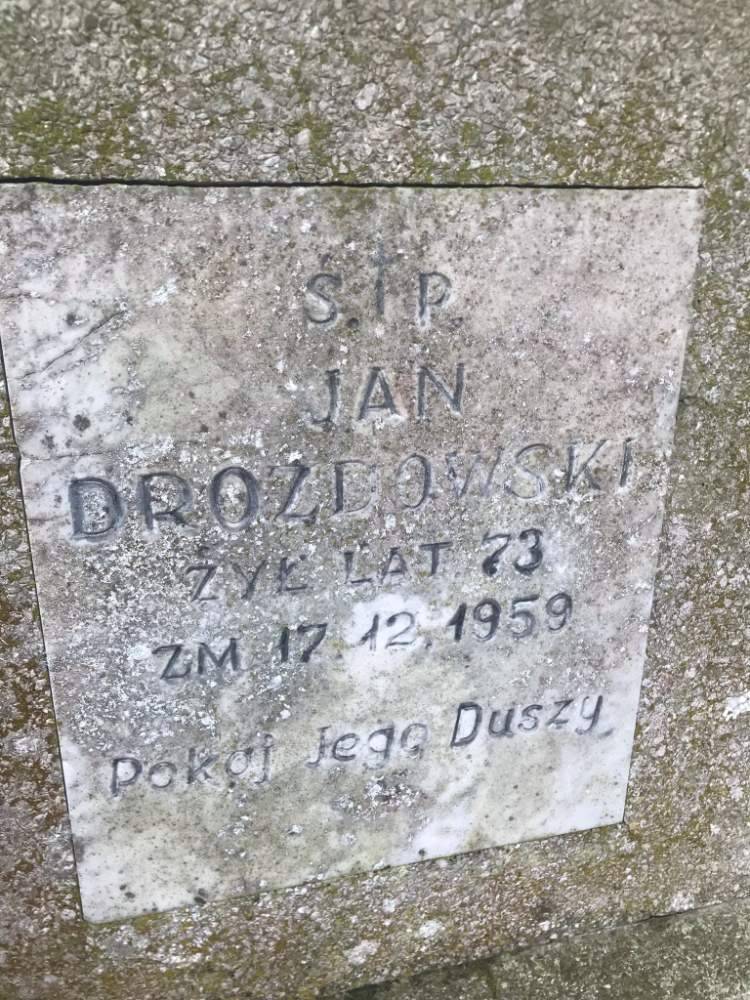 Ś.†P.
JAN
DROZDOWSKI
ŻYŁ LAT 73
ZM. 17.12.1959
Pokoj Jego Duszy